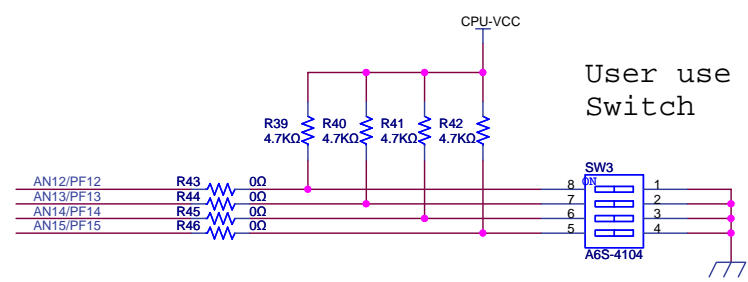 CPU-VCC
User use
Switch
R39 R40 R41 R42
4.7KΩ 4.7KΩ 4.7KΩ 4.7KΩ
SW3
AN12/PF12 R43 0Ω 8 ON 1
AN13/PF13 R44 0Ω 7 2
AN14/PF14 R45 0Ω 6 3
AN15/PF15 R46 0Ω 5 4
A6S-4104